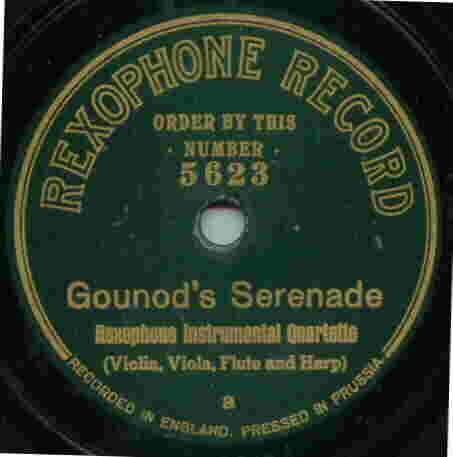 REXOPHONE RECORD
ORDER BY THIS
· NUMBER ·
5623
Gounod's Serenade
Rexophone Instrumental Quartette
(Violin, Viola, Flute and Harp)
a
RECORDED IN ENGLAND. PRESSED IN PRUSSIA